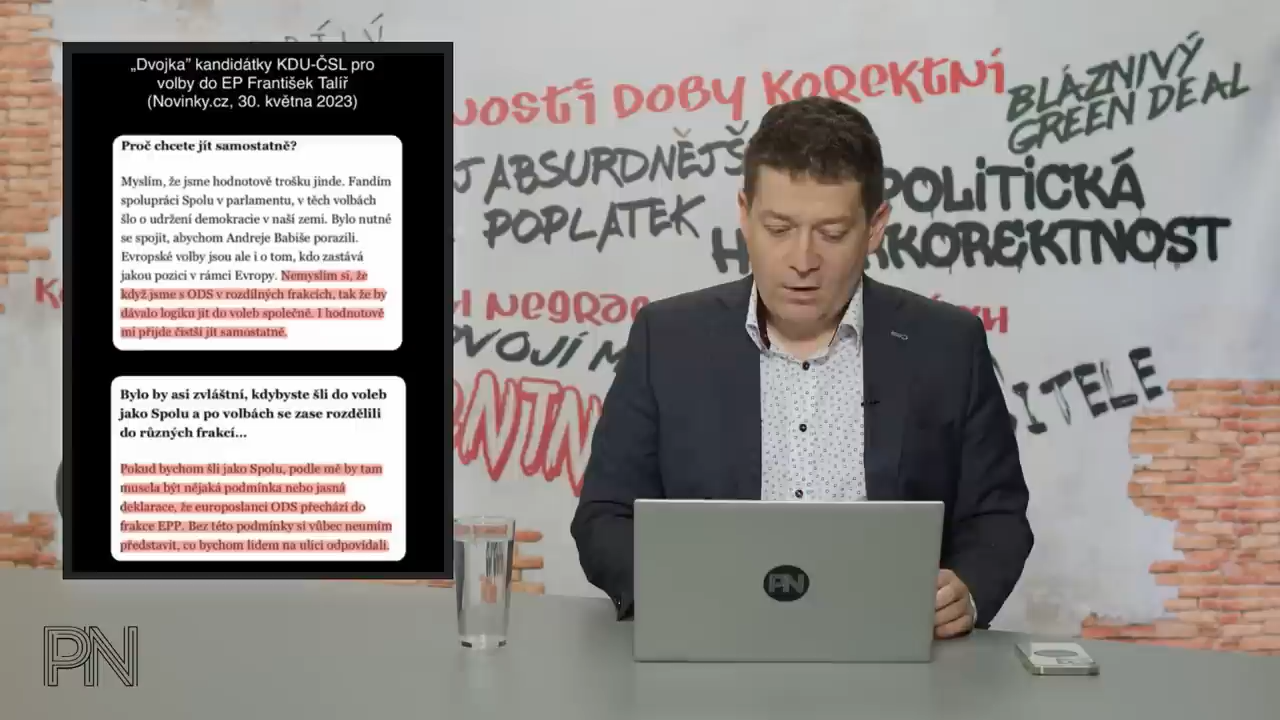 „Dvojka” kandidátky KDU-ČSL pro
volby do EP František Talíř
(Novinky.cz, 30. května 2023)
Proč chcete jít samostatně?
Myslím, že jsme hodnotově trošku jinde. Fandím
spolupráci Spolu v parlamentu, v těch volbách
šlo o udržení demokracie v naší zemi. Bylo nutné
se spojit, abychom Andreje Babiše porazili.
Evropské volby jsou ale i o tom, kdo zastává
jakou pozici v rámci Evropy. Nemyslím si, že
když jsme s ODS v rozdílných frakcích, tak že by
dávalo logiku jít do voleb společně. I hodnotově
mi přijde čistší jít samostatně.
Bylo by asi zvláštní, kdybyste šli do voleb
jako Spolu a po volbách se zase rozdělili
do různých frakcí...
Pokud bychom šli jako Spolu, podle mě by tam
musela být nějaká podmínka nebo jasná
deklarace, že europoslanci ODS přechází do
frakce EPP. Bez této podmínky si vůbec neumím
představit, co bychom lidem na ulici odpovídali.
DOBY KOREKTNÍ
BLÁZNIVÝ
GREEN DEAL
POPLATEK
POLITICKÁ
KOREKTNOST
PN
PN